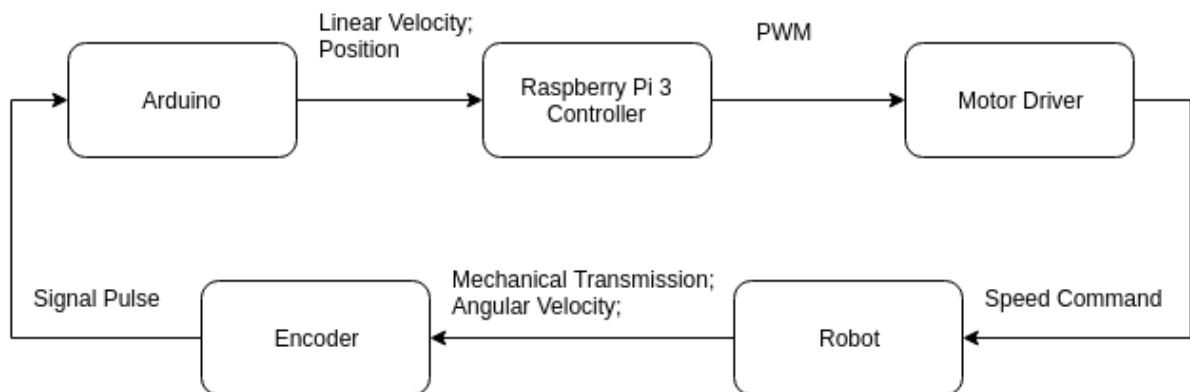 Linear Velocity;
Position
PWM
Arduino
Raspberry Pi 3
Controller
Motor Driver
Signal Pulse
Encoder
Mechanical Transmission;
Angular Velocity;
Robot
Speed Command